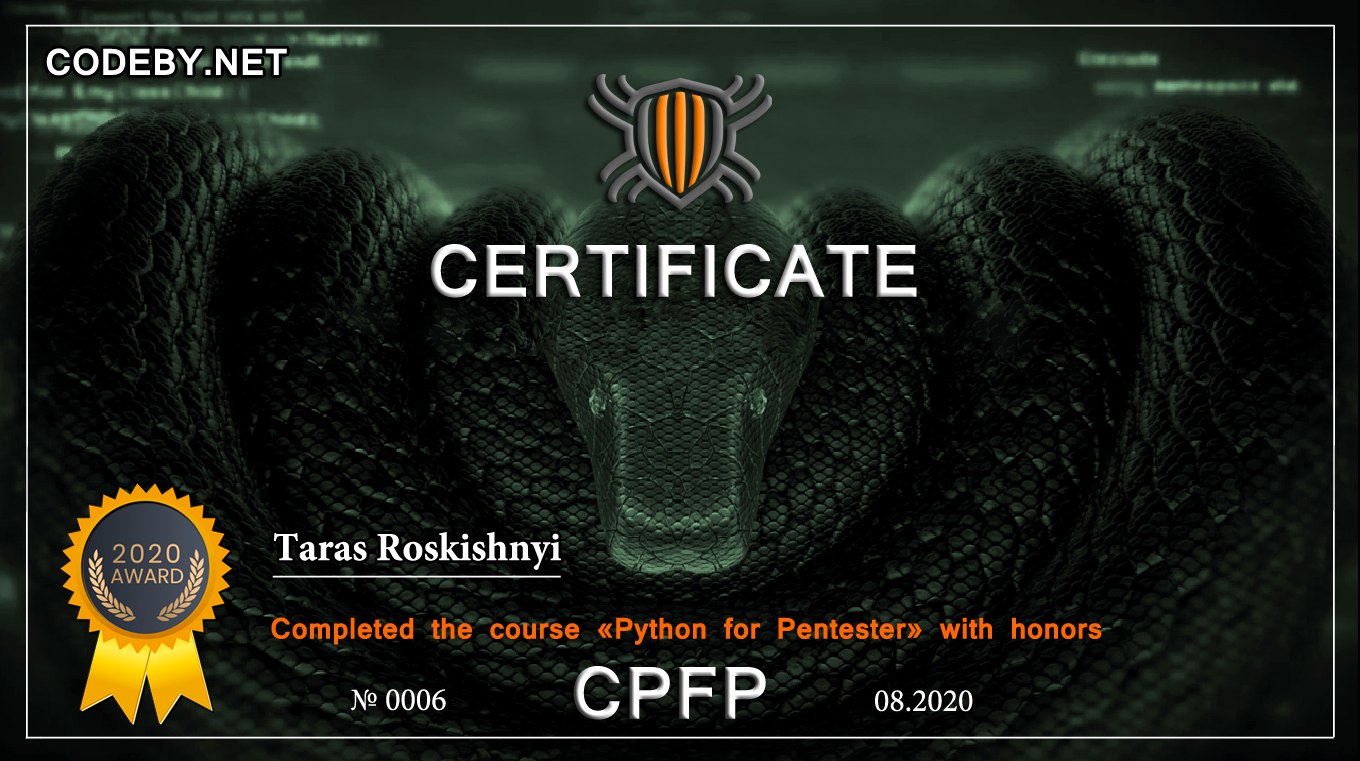 CODEBY.NET
CERTIFICATE
2020
AWARD
Taras Roskishnyi
Completed the course «Python for Pentester» with honors
№ 0006
CPFP
08.2020